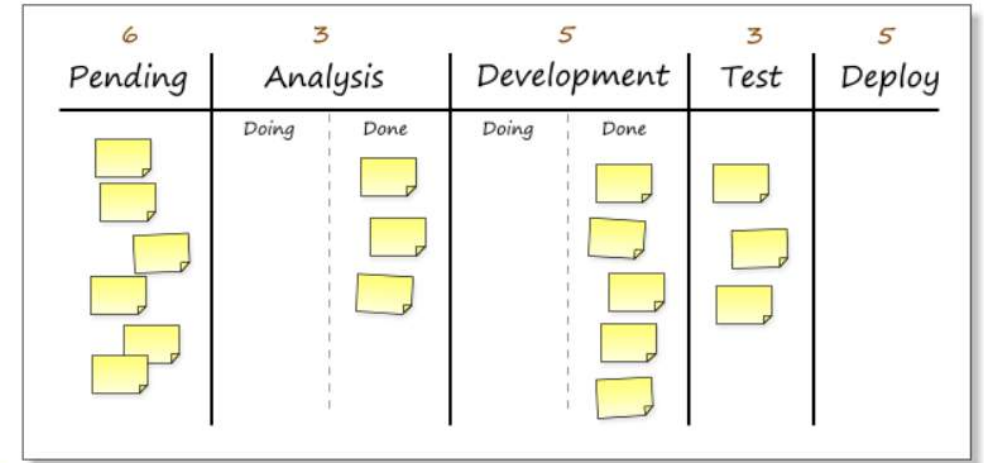 6 3 5 3 5
Pending Analysis Development Test Deploy
Doing Done Doing Done